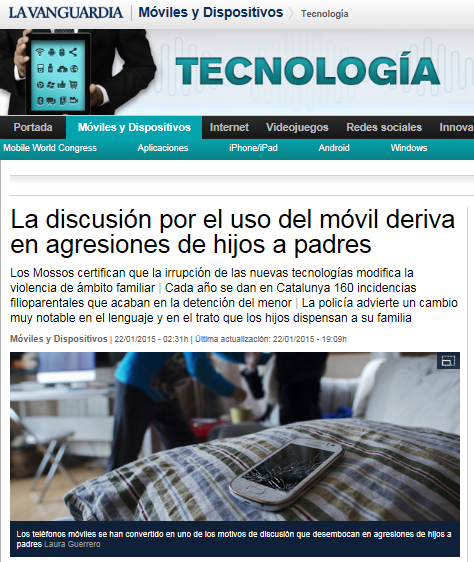 LAVANGUARDIA Móviles y Dispositivos Tecnología
TECNOLOGÍA
Portada Móviles y Dispositivos Internet Videojuegos Redes sociales Innova
Mobile World Congress Aplicaciones iPhone/iPad Android Windows
La discusión por el uso del móvil deriva
en agresiones de hijos a padres
Los Mossos certifican que la irrupción de las nuevas tecnologías modifica la
violencia de ámbito familiar | Cada año se dan en Catalunya 160 incidencias
filioparentales que acaban en la detención del menor | La policía advierte un cambio
muy notable en el lenguaje y en el trato que los hijos dispensan a su familia
Móviles y Dispositivos | 22/01/2015 - 02:31h | Última actualización: 22/01/2015 - 19:09h
Los teléfonos móviles se han convertido en uno de los motivos de discusión que desembocan en agresiones de hijos a
padres Laura Guerrero